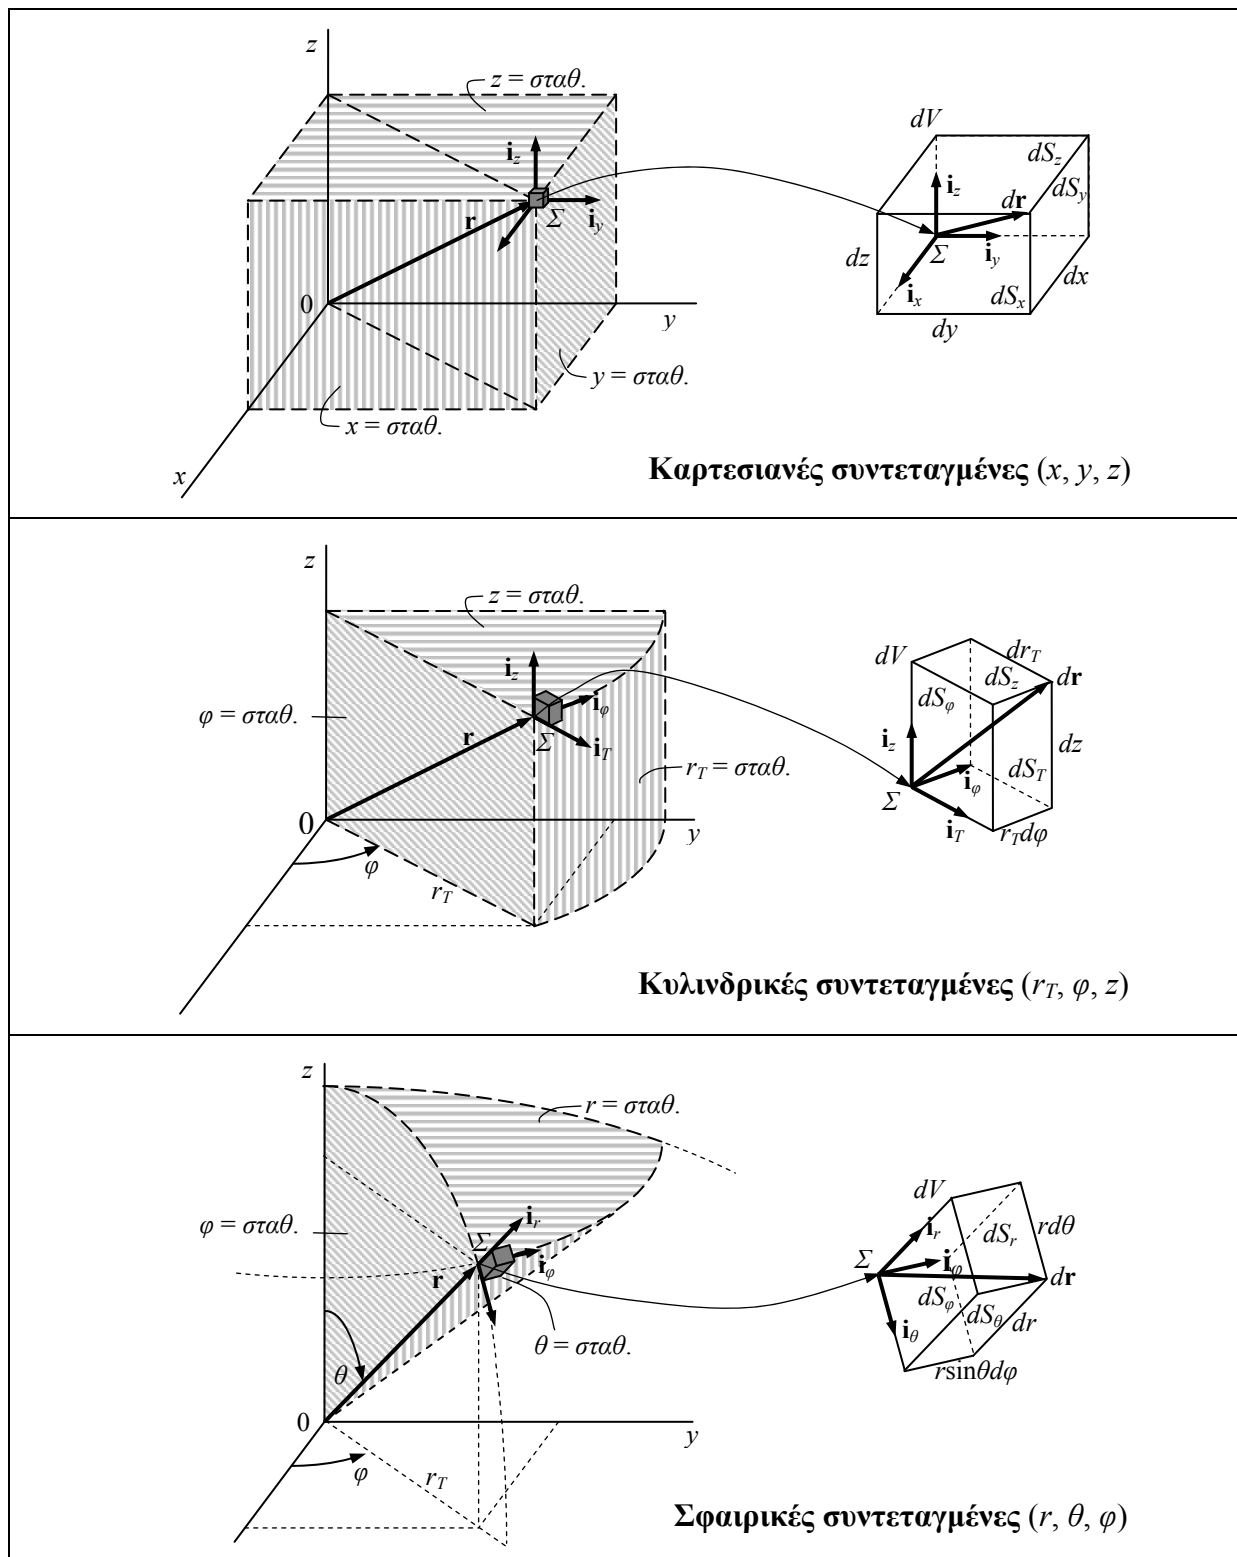 z
z = σταθ.
i_z
r
Σ
i_y
0
y
y = σταθ.
x = σταθ.
x
dV
dS_z
i_z
dr
dS_y
dz
Σ
i_y
dx
i_x
dS_x
dy
Καρτεσιανές συντεταγμένες (x, y, z)
z
z = σταθ.
i_z
φ = σταθ.
i_φ
r
Σ
i_T
r_T = σταθ.
0
y
φ
r_T
dr_T
dV
dS_z
dr
dS_φ
i_z
dz
dS_T
i_φ
Σ
i_T
r_Tdφ
Κυλινδρικές συντεταγμένες (r_T, φ, z)
z
r = σταθ.
φ = σταθ.
i_r
Σ
i_φ
r
θ = σταθ.
θ
0
y
φ
r_T
dV
i_r
dS_r
rdθ
Σ
i_φ
dr
dS_φ
dS_θ
dr
i_θ
rsinθdφ
Σφαιρικές συντεταγμένες (r, θ, φ)